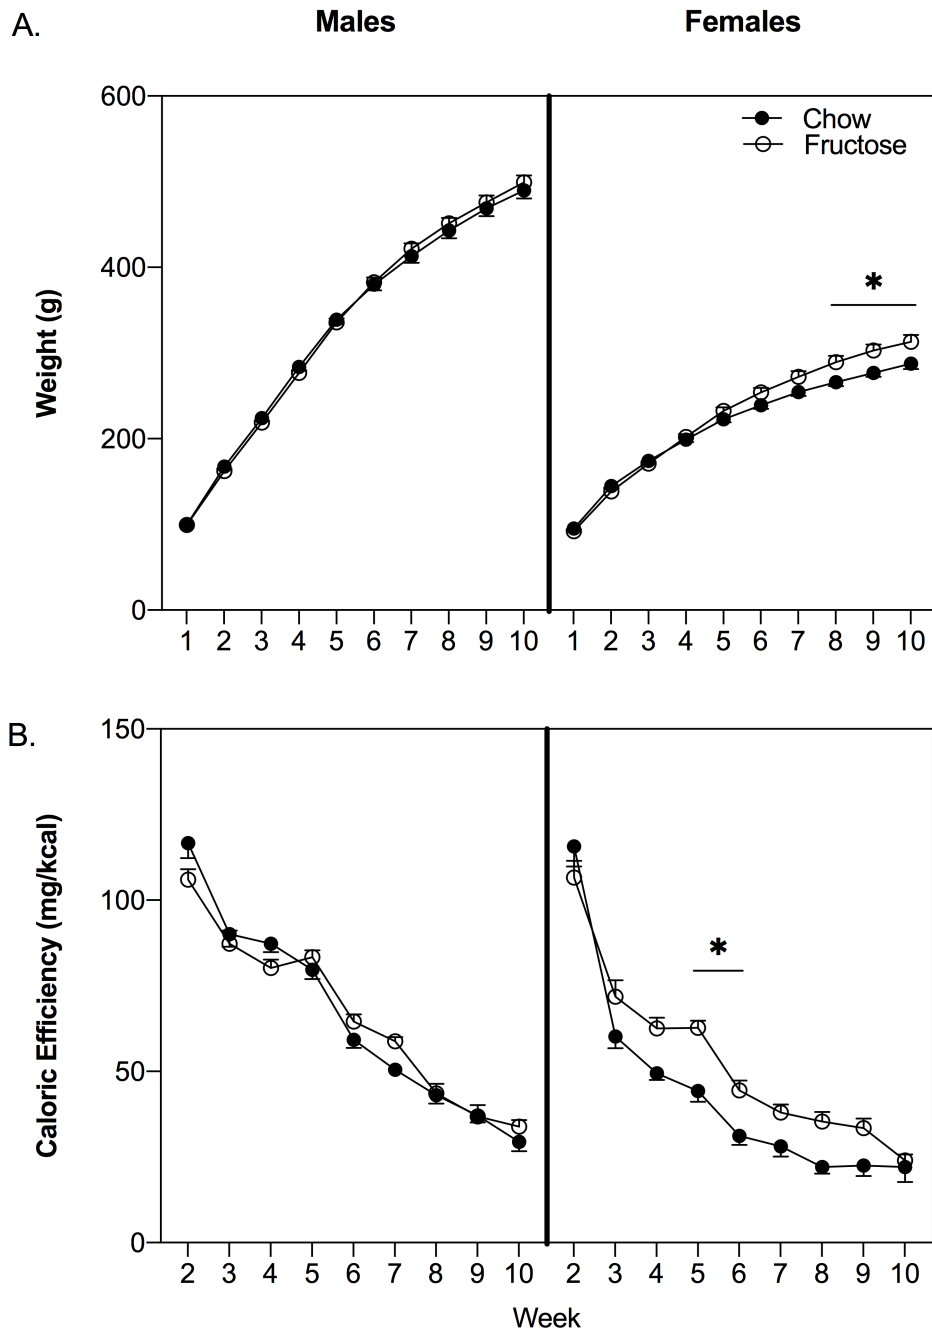 A.
Males Females
600
400
200
0
Weight (g)
Chow
Fructose
*
1 2 3 4 5 6 7 8 9 10
1 2 3 4 5 6 7 8 9 10
B.
150
100
50
0
Caloric Efficiency (mg/kcal)
*
2 3 4 5 6 7 8 9 10
2 3 4 5 6 7 8 9 10
Week